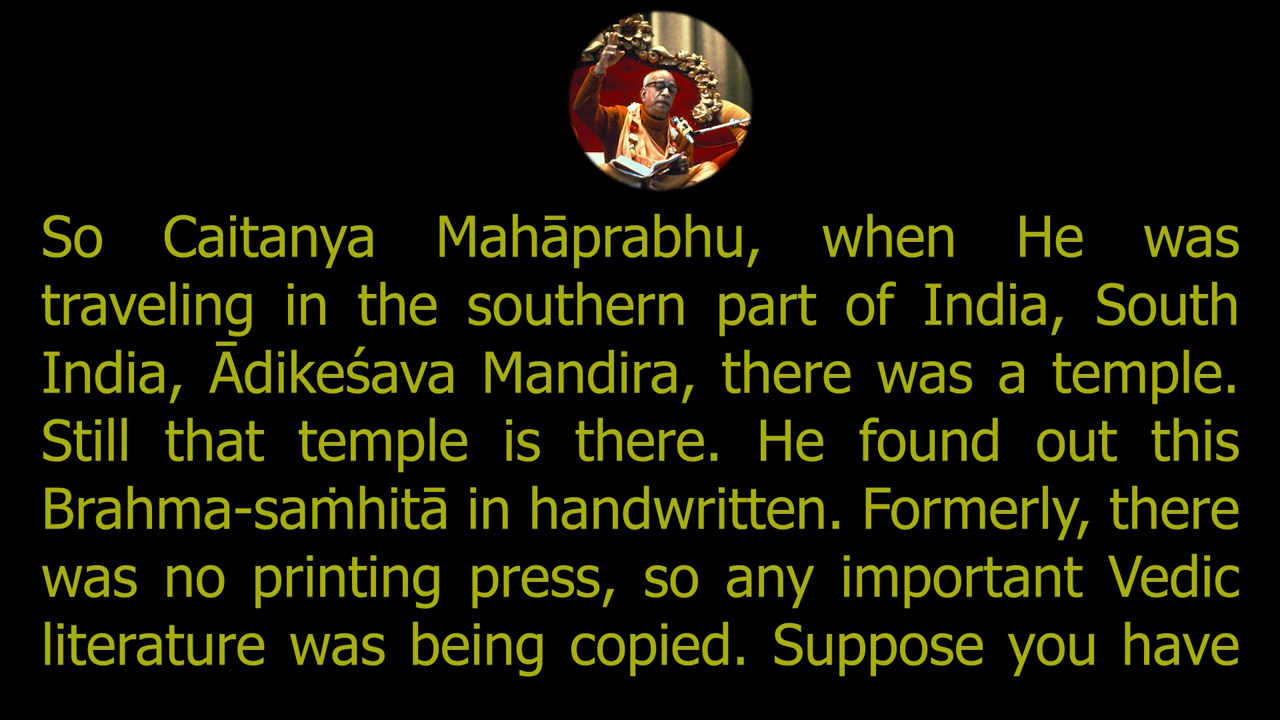 So Caitanya Mahāprabhu, when He was
traveling in the southern part of India, South
India, Ādikeśava Mandira, there was a temple.
Still that temple is there. He found out this
Brahma-saṁhitā in handwritten. Formerly, there
was no printing press, so any important Vedic
literature was being copied. Suppose you have